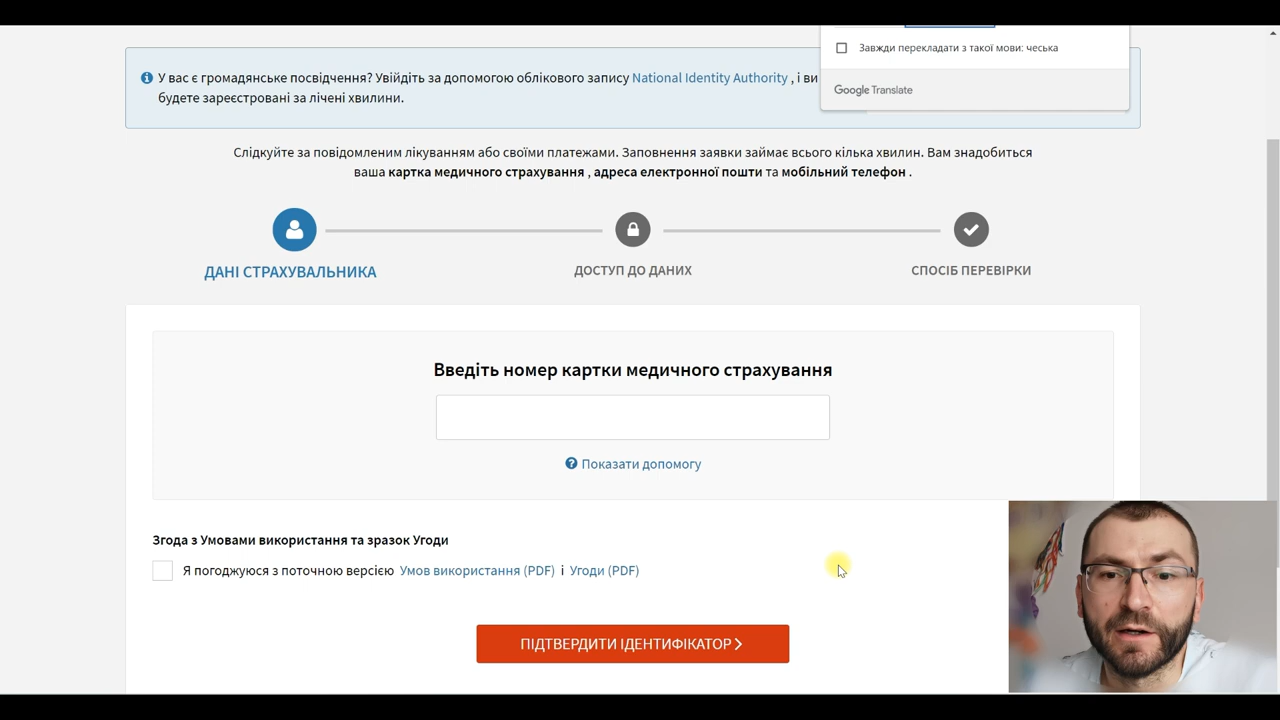 Завжди перекладати з такої мови: чеська
Google Translate
У вас є громадянське посвідчення? Увійдіть за допомогою облікового запису National Identity Authority , і ви
будете зареєстровані за лічені хвилини.
Слідкуйте за повідомленим лікуванням або своїми платежами. Заповнення заявки займає всього кілька хвилин. Вам знадобиться
ваша картка медичного страхування , адреса електронної пошти та мобільний телефон .
ДАНІ СТРАХУВАЛЬНИКА
ДОСТУП ДО ДАНИХ
СПОСІБ ПЕРЕВІРКИ
Введіть номер картки медичного страхування
Показати допомогу
Згода з Умовами використання та зразок Угоди
Я погоджуюся з поточною версією Умов використання (PDF) і Угоди (PDF)
ПІДТВЕРДИТИ ІДЕНТИФІКАТОР